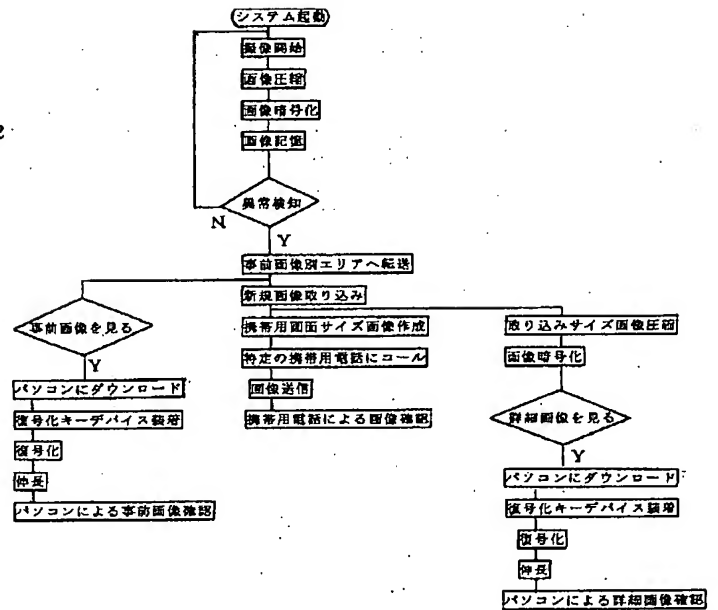 システム起動
撮像開始
画像圧縮
画像暗号化
2
画像記憶
異常検知
N
Y
事前画像別エリアへ転送
新規画像取り込み
事前画像を見る
携帯用画面サイズ画像作成
取り込みサイズ画像圧縮
特定の携帯用電話にコール
画像暗号化
Y
パソコンにダウンロード
画像送信
復号化キーデバイス装着
携帯用電話による画像確認
詳細画像を見る
復号化
Y
伸長
パソコンにダウンロード
パソコンによる事前画像確認
復号化キーデバイス装着
復号化
伸長
パソコンによる詳細画像確認